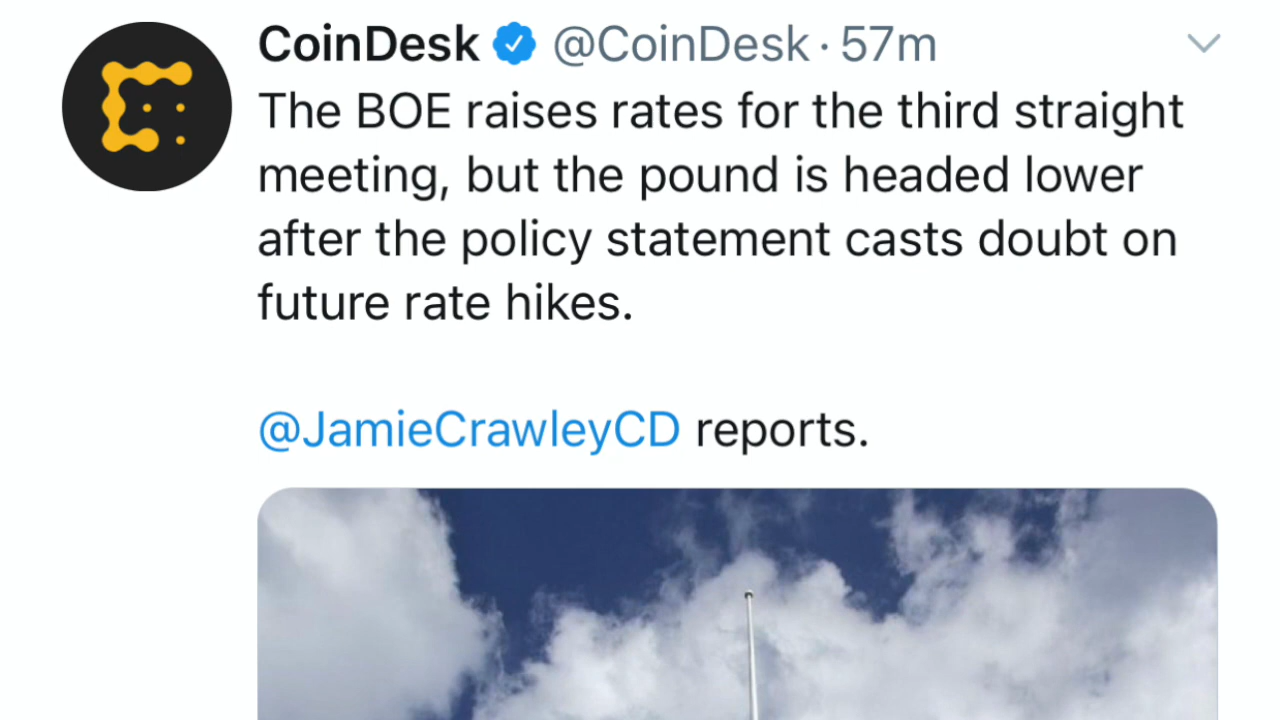 CoinDesk @CoinDesk · 57m
The BOE raises rates for the third straight
meeting, but the pound is headed lower
after the policy statement casts doubt on
future rate hikes.
@JamieCrawleyCD reports.